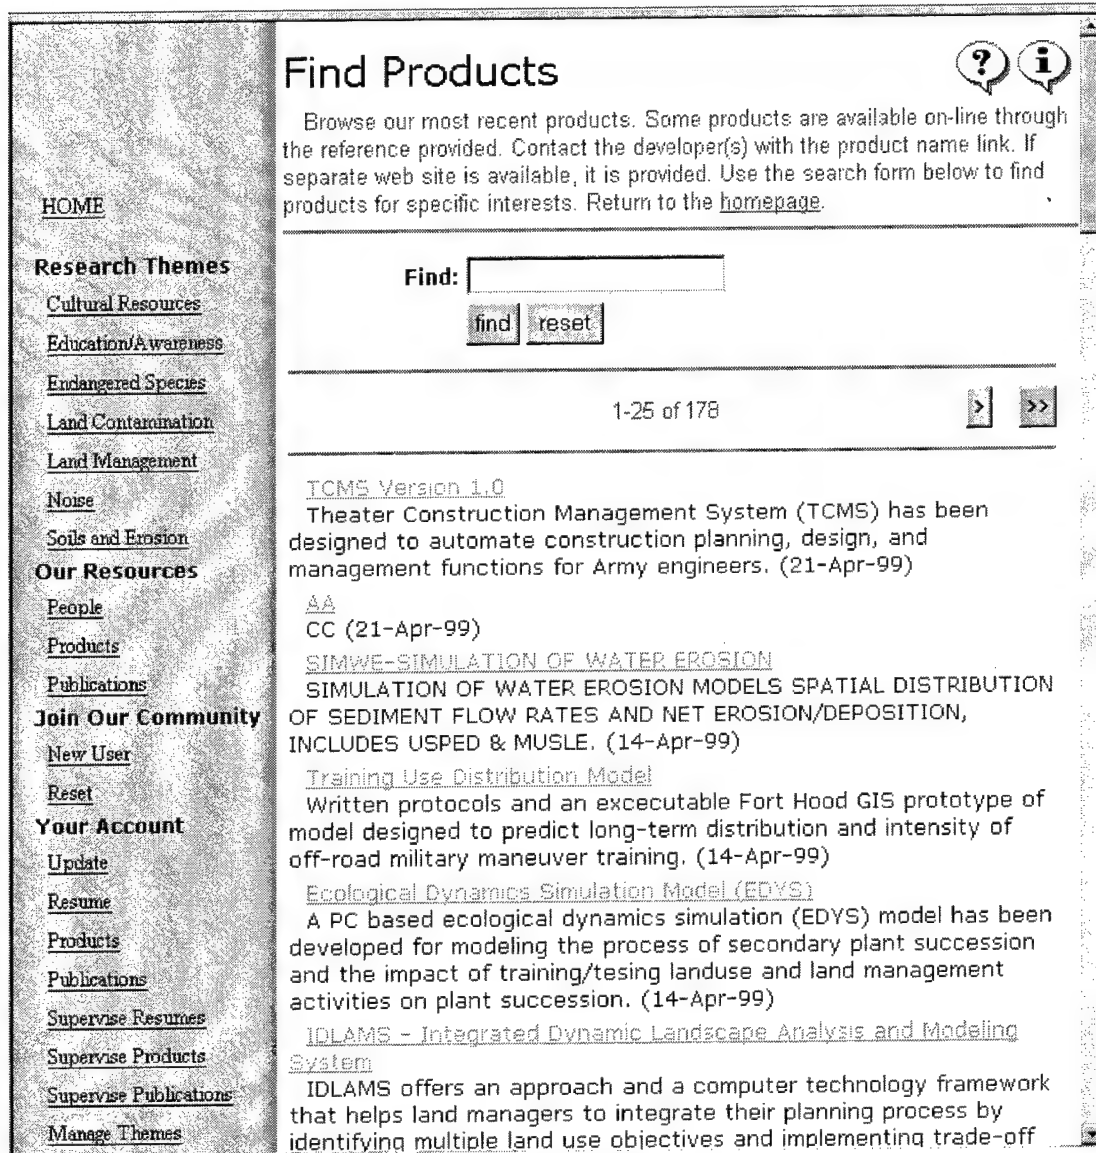 HOME
Research Themes
Cultural Resources
Education/Awareness
Endangered Species
Land Contamination
Land Management
Noise
Soils and Erosion
Our Resources
People
Products
Publications
Join Our Community
New User
Reset
Your Account
Update
Resume
Products
Publications
Supervise Resumes
Supervise Products
Supervise Publications
Manage Themes
Find Products
? i
Browse our most recent products. Some products are available on-line through
the reference provided. Contact the developer(s) with the product name link. If
separate web site is available, it is provided. Use the search form below to find
products for specific interests. Return to the homepage.
Find:
find reset
1-25 of 178 > >>
TCMS Version 1.0
Theater Construction Management System (TCMS) has been
designed to automate construction planning, design, and
management functions for Army engineers. (21-Apr-99)
AA
CC (21-Apr-99)
SIMWE-SIMULATION OF WATER EROSION
SIMULATION OF WATER EROSION MODELS SPATIAL DISTRIBUTION
OF SEDIMENT FLOW RATES AND NET EROSION/DEPOSITION,
INCLUDES USPED & MUSLE. (14-Apr-99)
Training Use Distribution Model
Written protocols and an excecutable Fort Hood GIS prototype of
model designed to predict long-term distribution and intensity of
off-road military maneuver training. (14-Apr-99)
Ecological Dynamics Simulation Model (EDYS)
A PC based ecological dynamics simulation (EDYS) model has been
developed for modeling the process of secondary plant succession
and the impact of training/tesing landuse and land management
activities on plant succession. (14-Apr-99)
IDLAMS - Integrated Dynamic Landscape Analysis and Modeling
System
IDLAMS offers an approach and a computer technology framework
that helps land managers to integrate their planning process by
identifying multiple land use objectives and implementing trade-off